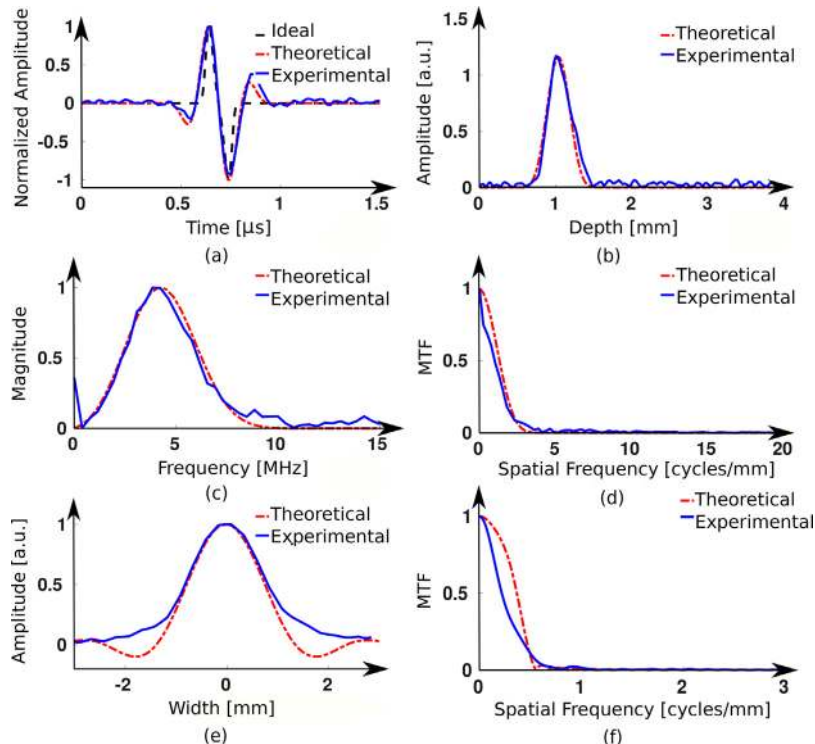 1
0.5
0
-0.5
-1
Normalized Amplitude
Ideal
Theoretical
Experimental
0
0.5
1
1.5
Time [µs]
(a)
1.5
1
0.5
0
Amplitude [a.u.]
Theoretical
Experimental
0
1
2
3
4
Depth [mm]
(b)
1
0.5
0
Magnitude
Theoretical
Experimental
0
5
10
15
Frequency [MHz]
(c)
1
0.5
0
MTF
Theoretical
Experimental
0
5
10
15
20
Spatial Frequency [cycles/mm]
(d)
1
0.5
0
Amplitude [a.u.]
Theoretical
Experimental
-2
0
2
Width [mm]
(e)
1
0.5
0
MTF
Theoretical
Experimental
0
1
2
3
Spatial Frequency [cycles/mm]
(f)